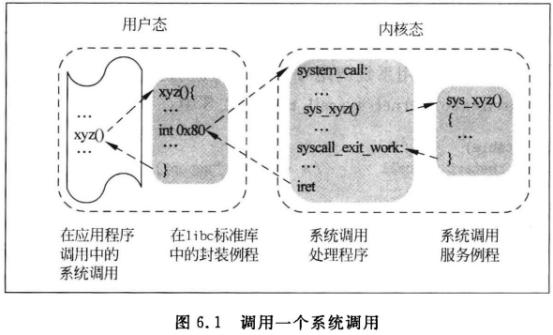 用户态
内核态
...
xyz()
...
xyz(){
...
int 0x80
...
}
system_call:
...
sys_xyz()
...
syscall_exit_work:
...
iret
sys_xyz()
{
...
}
在应用程序
调用中的
系统调用
在libc标准库
中的封装例程
系统调用
处理程序
系统调用
服务例程
图 6.1 调用一个系统调用